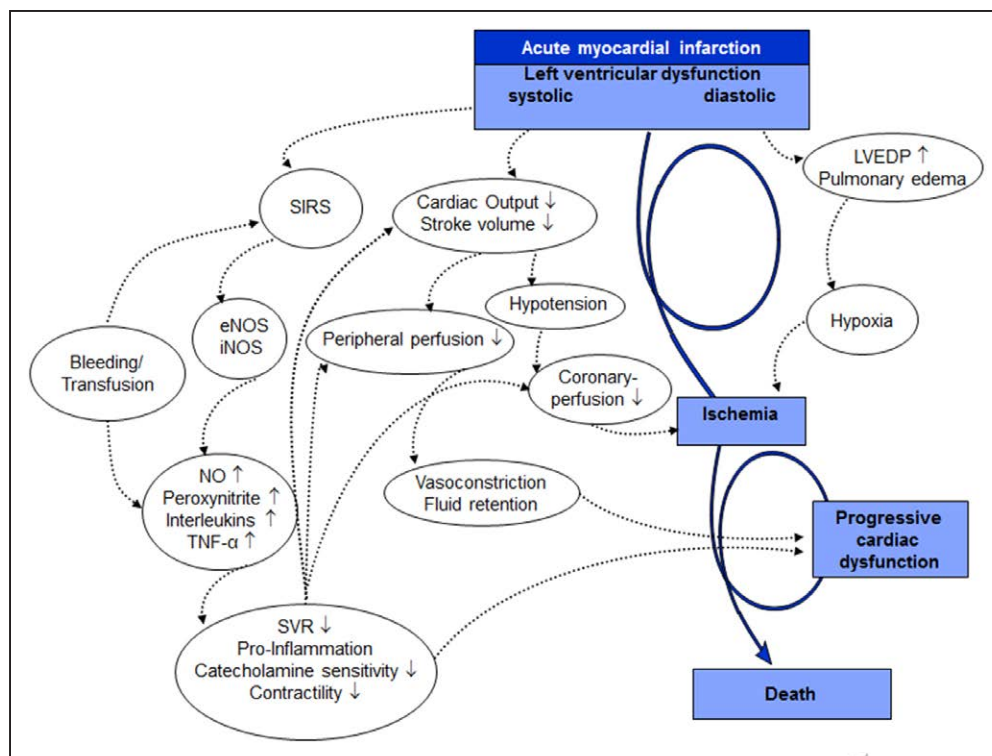 Acute myocardial infarction
Left ventricular dysfunction
systolic diastolic
LVEDP ↑
Pulmonary edema
SIRS
Cardiac Output ↓
Stroke volume ↓
Hypotension
Hypoxia
eNOS
iNOS
Peripheral perfusion ↓
Bleeding/
Transfusion
Coronary-
perfusion ↓
Ischemia
NO ↑
Peroxynitrite ↑
Interleukins ↑
TNF-α ↑
Vasoconstriction
Fluid retention
Progressive
cardiac
dysfunction
SVR ↓
Pro-Inflammation
Catecholamine sensitivity ↓
Contractility ↓
Death